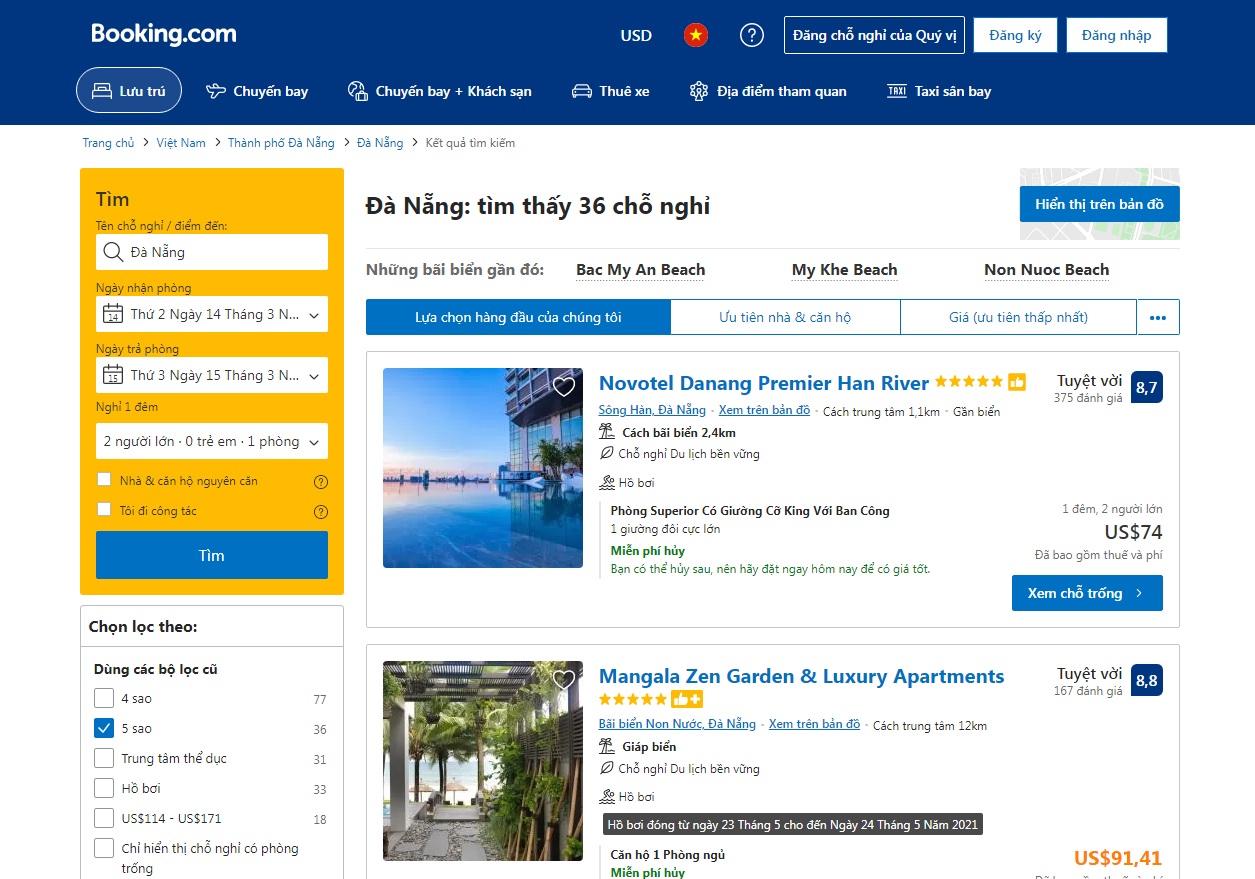 Booking.com
USD
Đăng chỗ nghỉ của Quý vị
Đăng ký
Đăng nhập
Lưu trú
Chuyến bay
Chuyến bay + Khách sạn
Thuê xe
Địa điểm tham quan
TAXI
Taxi sân bay
Trang chủ > Việt Nam > Thành phố Đà Nẵng > Đà Nẵng > Kết quả tìm kiếm
Tìm
Tên chỗ nghỉ / điểm đến:
Đà Nẵng
Ngày nhận phòng
14
Thứ 2 Ngày 14 Tháng 3 N...
Ngày trả phòng
15
Thứ 3 Ngày 15 Tháng 3 N...
Nghỉ 1 đêm
2 người lớn · 0 trẻ em · 1 phòng
Nhà & căn hộ nguyên căn
Tôi đi công tác
Tìm
Chọn lọc theo:
Dùng các bộ lọc cũ
4 sao 77
5 sao 36
Trung tâm thể dục 31
Hồ bơi 33
US$114 - US$171 18
Chỉ hiển thị chỗ nghỉ có phòng
trống
Đà Nẵng: tìm thấy 36 chỗ nghỉ
Hiển thị trên bản đồ
Những bãi biển gần đó:
Bac My An Beach
My Khe Beach
Non Nuoc Beach
Lựa chọn hàng đầu của chúng tôi
Ưu tiên nhà & căn hộ
Giá (ưu tiên thấp nhất)
Novotel Danang Premier Han River
Tuyệt vời
375 đánh giá
8,7
Sông Hàn, Đà Nẵng · Xem trên bản đồ · Cách trung tâm 1,1km · Gần biển
Cách bãi biển 2,4km
Chỗ nghỉ Du lịch bền vững
Hồ bơi
Phòng Superior Có Giường Cỡ King Với Ban Công
1 giường đôi cực lớn
Miễn phí hủy
Bạn có thể hủy sau, nên hãy đặt ngay hôm nay để có giá tốt.
1 đêm, 2 người lớn
US$74
Đã bao gồm thuế và phí
Xem chỗ trống
Mangala Zen Garden & Luxury Apartments
Tuyệt vời
167 đánh giá
8,8
Bãi biển Non Nước, Đà Nẵng · Xem trên bản đồ · Cách trung tâm 12km
Giáp biển
Chỗ nghỉ Du lịch bền vững
Hồ bơi
Hồ bơi đóng từ ngày 23 Tháng 5 cho đến Ngày 24 Tháng 5 Năm 2021
Căn hộ 1 Phòng ngủ
Miễn phí hủy
US$91,41